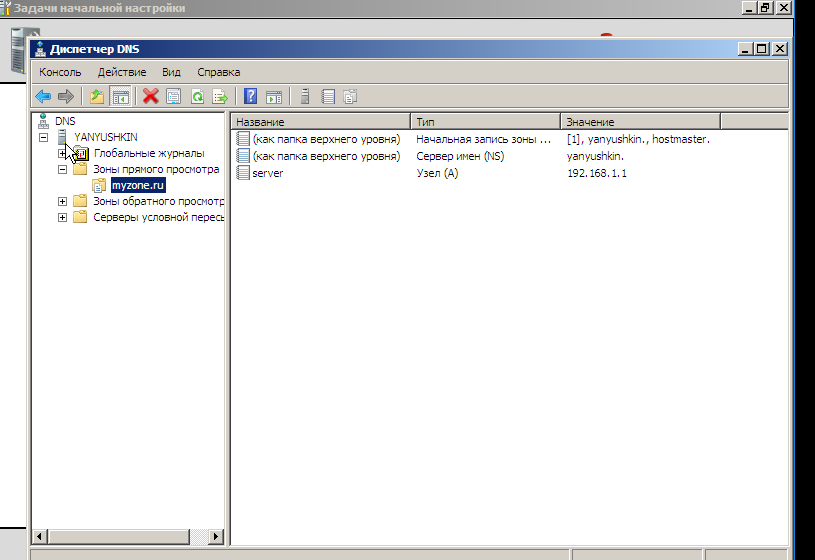 Задачи начальной настройки
Диспетчер DNS
Консоль Действие Вид Справка
DNS
YANYUSHKIN
Глобальные журналы
Зоны прямого просмотра
myzone.ru
Зоны обратного просмотр
Серверы условной пересы
Название Тип Значение
(как папка верхнего уровня) Начальная запись зоны ... [1], yanyushkin., hostmaster.
(как папка верхнего уровня) Сервер имен (NS) yanyushkin.
server Узел (A) 192.168.1.1